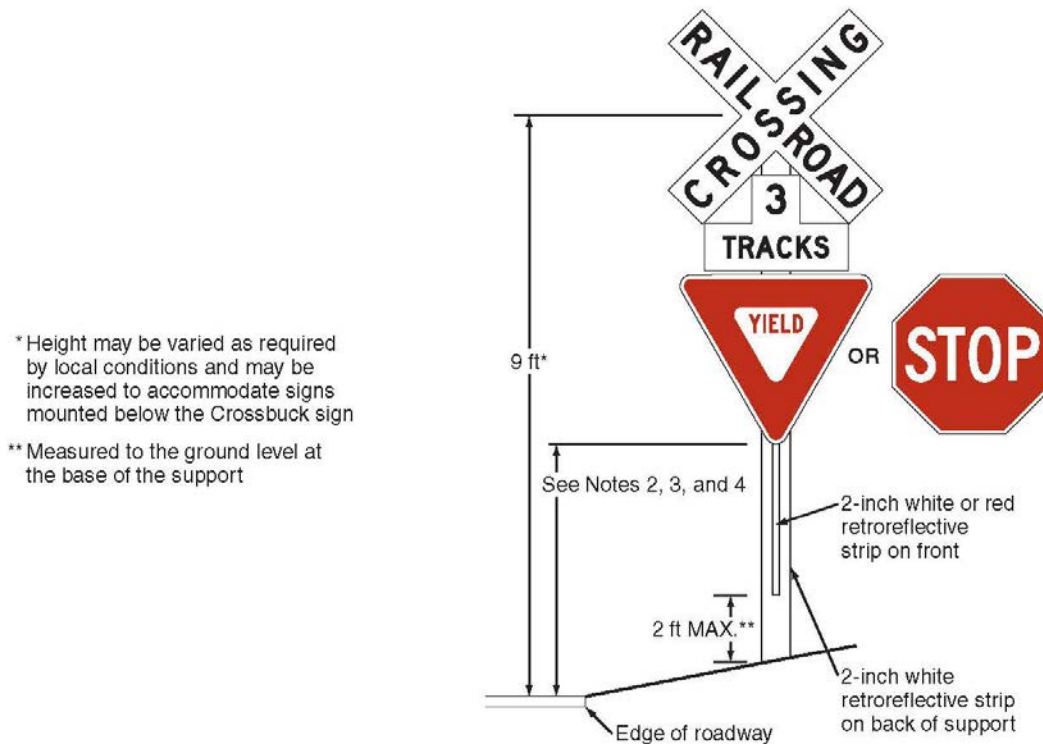 RAILROAD
CROSSING
3
TRACKS
YIELD
OR
STOP
9 ft*
* Height may be varied as required
by local conditions and may be
increased to accommodate signs
mounted below the Crossbuck sign
** Measured to the ground level at
the base of the support
See Notes 2, 3, and 4
2-inch white or red
retroreflective
strip on front
2 ft MAX.**
2-inch white
retroreflective strip
on back of support
Edge of roadway